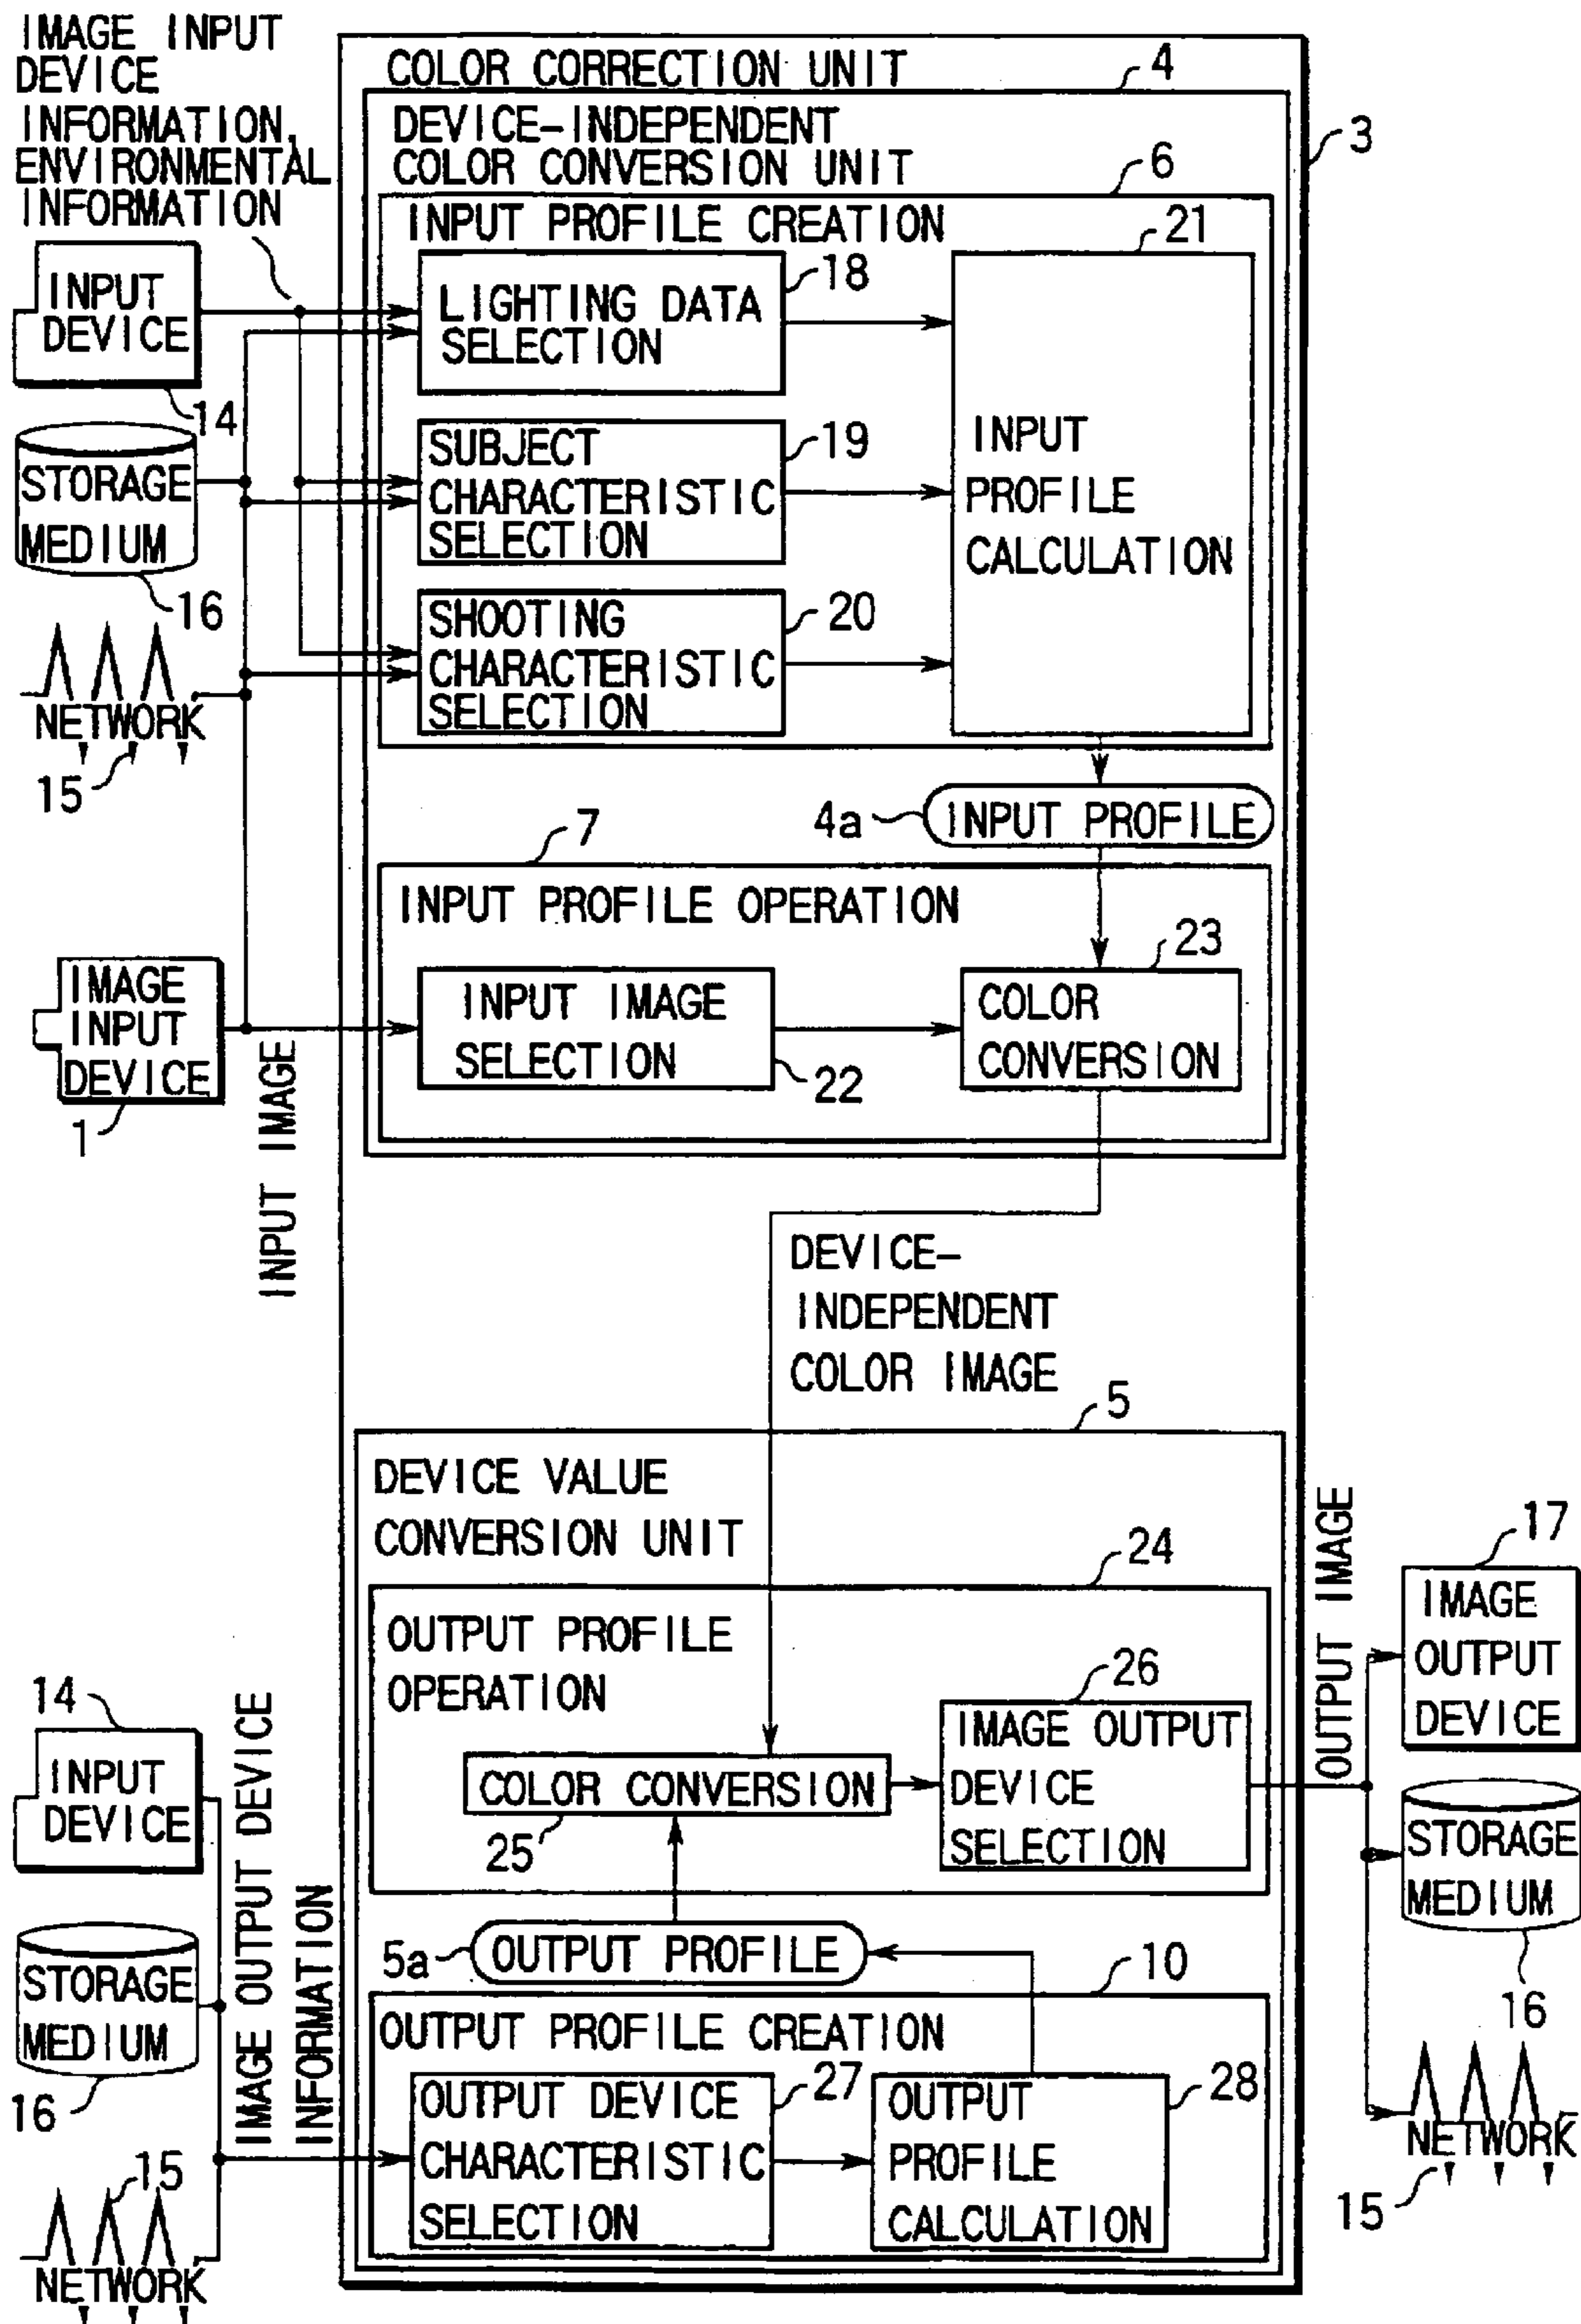 IMAGE INPUT
DEVICE
INFORMATION,
ENVIRONMENTAL
INFORMATION
COLOR CORRECTION UNIT
4
3
DEVICE-INDEPENDENT
COLOR CONVERSION UNIT
6
INPUT PROFILE CREATION
21
INPUT
DEVICE
14
LIGHTING DATA
SELECTION
18
STORAGE
MEDIUM
16
SUBJECT
CHARACTERISTIC
SELECTION
19
INPUT
PROFILE
CALCULATION
NETWORK
15
SHOOTING
CHARACTERISTIC
SELECTION
20
4a
INPUT PROFILE
7
INPUT PROFILE OPERATION
IMAGE
INPUT
DEVICE
1
INPUT IMAGE
INPUT IMAGE
SELECTION
22
23
COLOR
CONVERSION
DEVICE-
INDEPENDENT
COLOR IMAGE
5
DEVICE VALUE
CONVERSION UNIT
24
OUTPUT PROFILE
OPERATION
COLOR CONVERSION
25
26
IMAGE OUTPUT
DEVICE
SELECTION
OUTPUT IMAGE
17
IMAGE
OUTPUT
DEVICE
STORAGE
MEDIUM
16
NETWORK
15
14
INPUT
DEVICE
STORAGE
MEDIUM
16
15
NETWORK
IMAGE OUTPUT DEVICE
INFORMATION
5a
OUTPUT PROFILE
10
OUTPUT PROFILE CREATION
OUTPUT DEVICE
CHARACTERISTIC
SELECTION
27
OUTPUT
PROFILE
CALCULATION
28